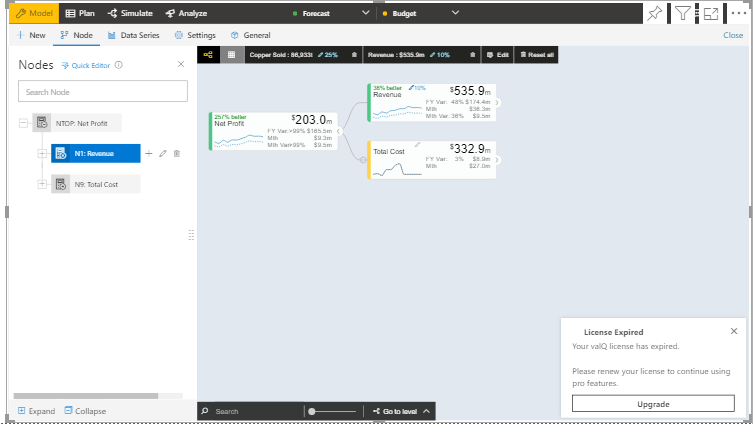 Model Plan Simulate Analyze Forecast Budget
New Node Data Series Settings General Close
Nodes Quick Editor
Copper Sold : 86,933t 25% Revenue : $535.9m 10% Edit Reset all
Search Node
NTOP: Net Profit
N1: Revenue
N9: Total Cost
257% better
Net Profit
$203.0m
FY Var:>99% $165.5m
Mth $9.3m
Mth Var>99% $9.5m
38% better 10%
Revenue
$535.9m
FY Var: 48% $174.4m
Mth $36.3m
Mth Var: 36% $9.5m
Total Cost
$332.9m
FY Var: 3% $8.9m
Mth $27.0m
License Expired
Your valQ license has expired.
Please renew your license to continue using
pro features.
Upgrade
Expand Collapse
Search Go to level